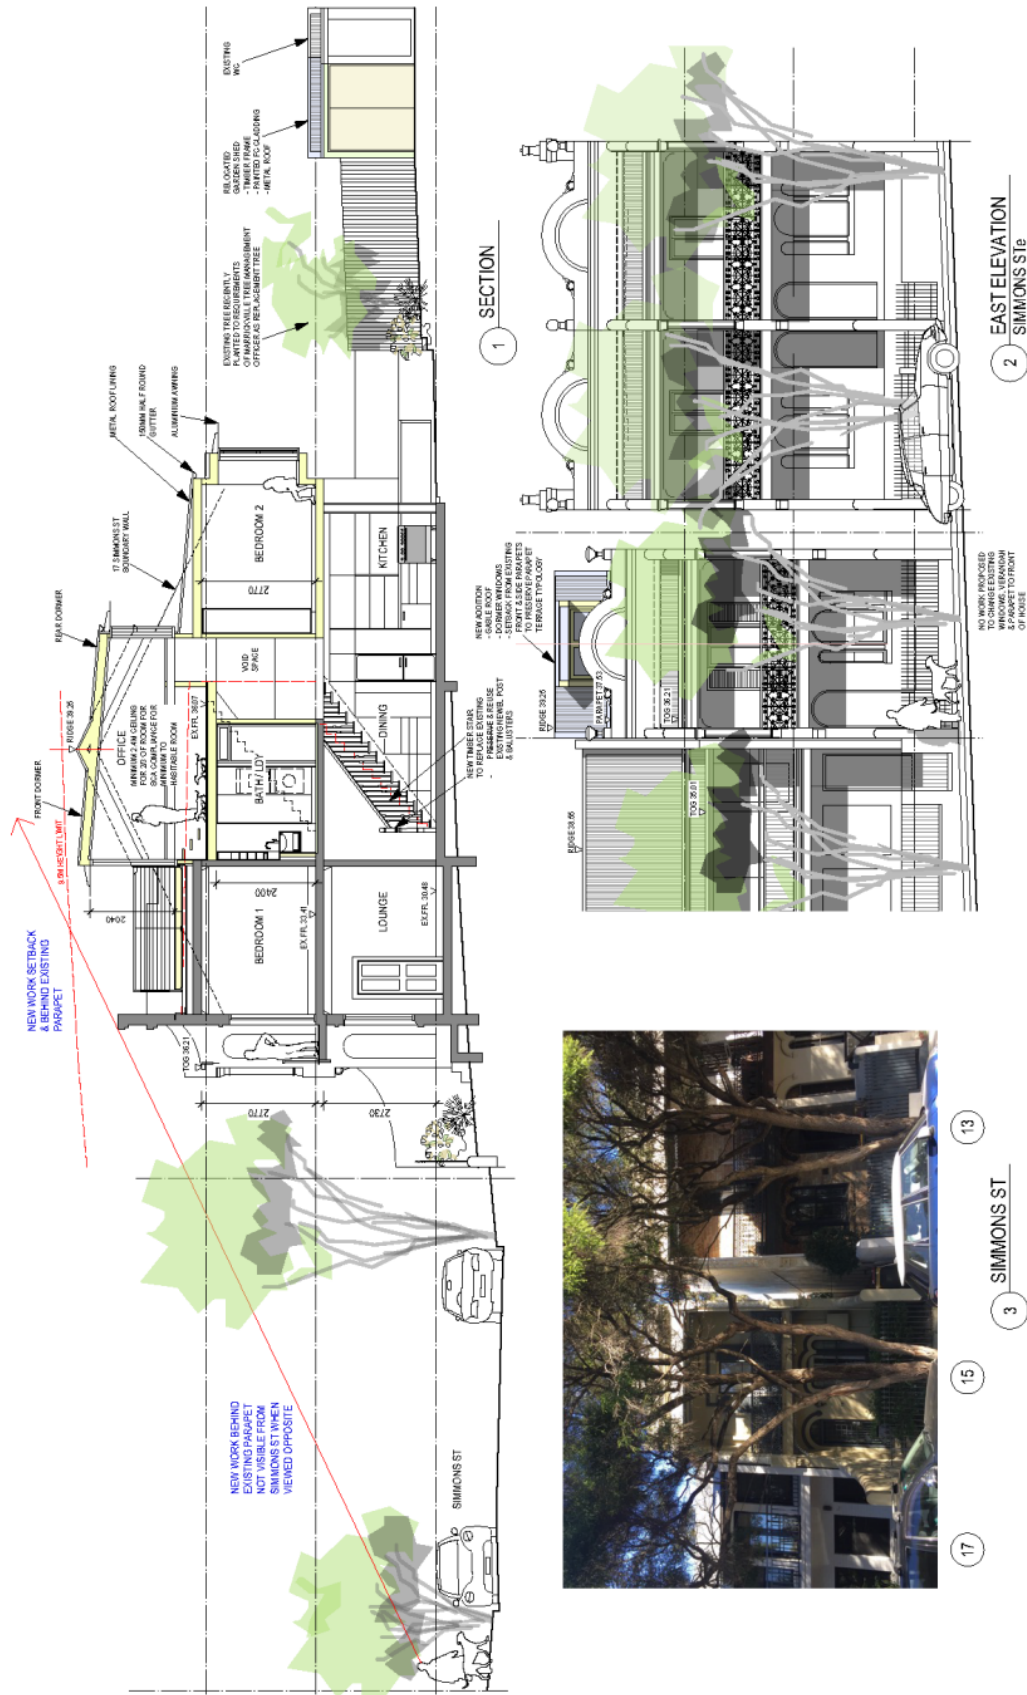 NEW WORK SETBACK
& BEHIND EXISTING
PARAPET
9.5M HEIGHT LIMIT
FRONT DORMER
RIDGE 39.25
REAR DORMER
17 SIMMONS ST
BOUNDARY WALL
METAL ROOF LINING
150MM HALF ROUND
GUTTER
ALUMINIUM AWNING
OFFICE
MINIMUM 2.4M CEILING
FOR 2/3 OF ROOM FOR
BCA COMPLIANCE FOR
MINIMUM TO
HABITABLE ROOM
EX.FFL 36.07
2040
TOG 36.21
2770
2730
BEDROOM 1
2400
EX FFL 33.41
LOUNGE
EX.FFL 30.48
BATH / LDY
VOID
SPACE
BEDROOM 2
2770
DINING
KITCHEN
NEW TIMBER STAIR
TO REPLACE EXISTING
- PRESERVE & REUSE
EXISTING NEWEL POST
& BALUSTERS
EXISTING TREE RECENTLY
PLANTED TO REQUIREMENTS
OF MARRICKVILLE TREE MANAGEMENT
OFFICER AS REPLACEMENT TREE
RELOCATED
GARDEN SHED
- TIMBER FRAME
- PAINTED FC CLADDING
- METAL ROOF
EXISTING
WC
NEW WORK BEHIND
EXISTING PARAPET
NOT VISIBLE FROM
SIMMONS ST WHEN
VIEWED OPPOSITE
SIMMONS ST
1
SECTION
NEW ADDITION
- GABLE ROOF
- DORMER WINDOWS
- SETBACK FROM EXISTING
FRONT & SIDE PARAPETS
TO PRESERVE PARAPET
TERRACE TYPOLOGY
RIDGE 38.56
TOG 35.01
RIDGE 39.25
PARAPET 37.53
TOG 36.21
NO WORK PROPOSED
TO CHANGE EXISTING
WINDOWS, VERANDAH
& PARAPET TO FRONT
OF HOUSE
2
EAST ELEVATION
SIMMONS STe
17
15
13
3
SIMMONS ST